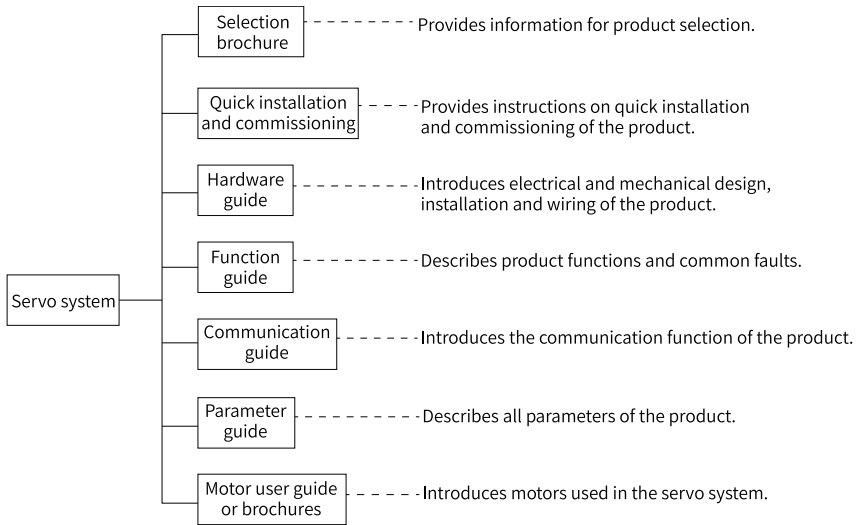 Servo system
Selection
brochure
Provides information for product selection.
Quick installation
and commissioning
Provides instructions on quick installation
and commissioning of the product.
Hardware
guide
Introduces electrical and mechanical design,
installation and wiring of the product.
Function
guide
Describes product functions and common faults.
Communication
guide
Introduces the communication function of the product.
Parameter
guide
Describes all parameters of the product.
Motor user guide
or brochures
Introduces motors used in the servo system.